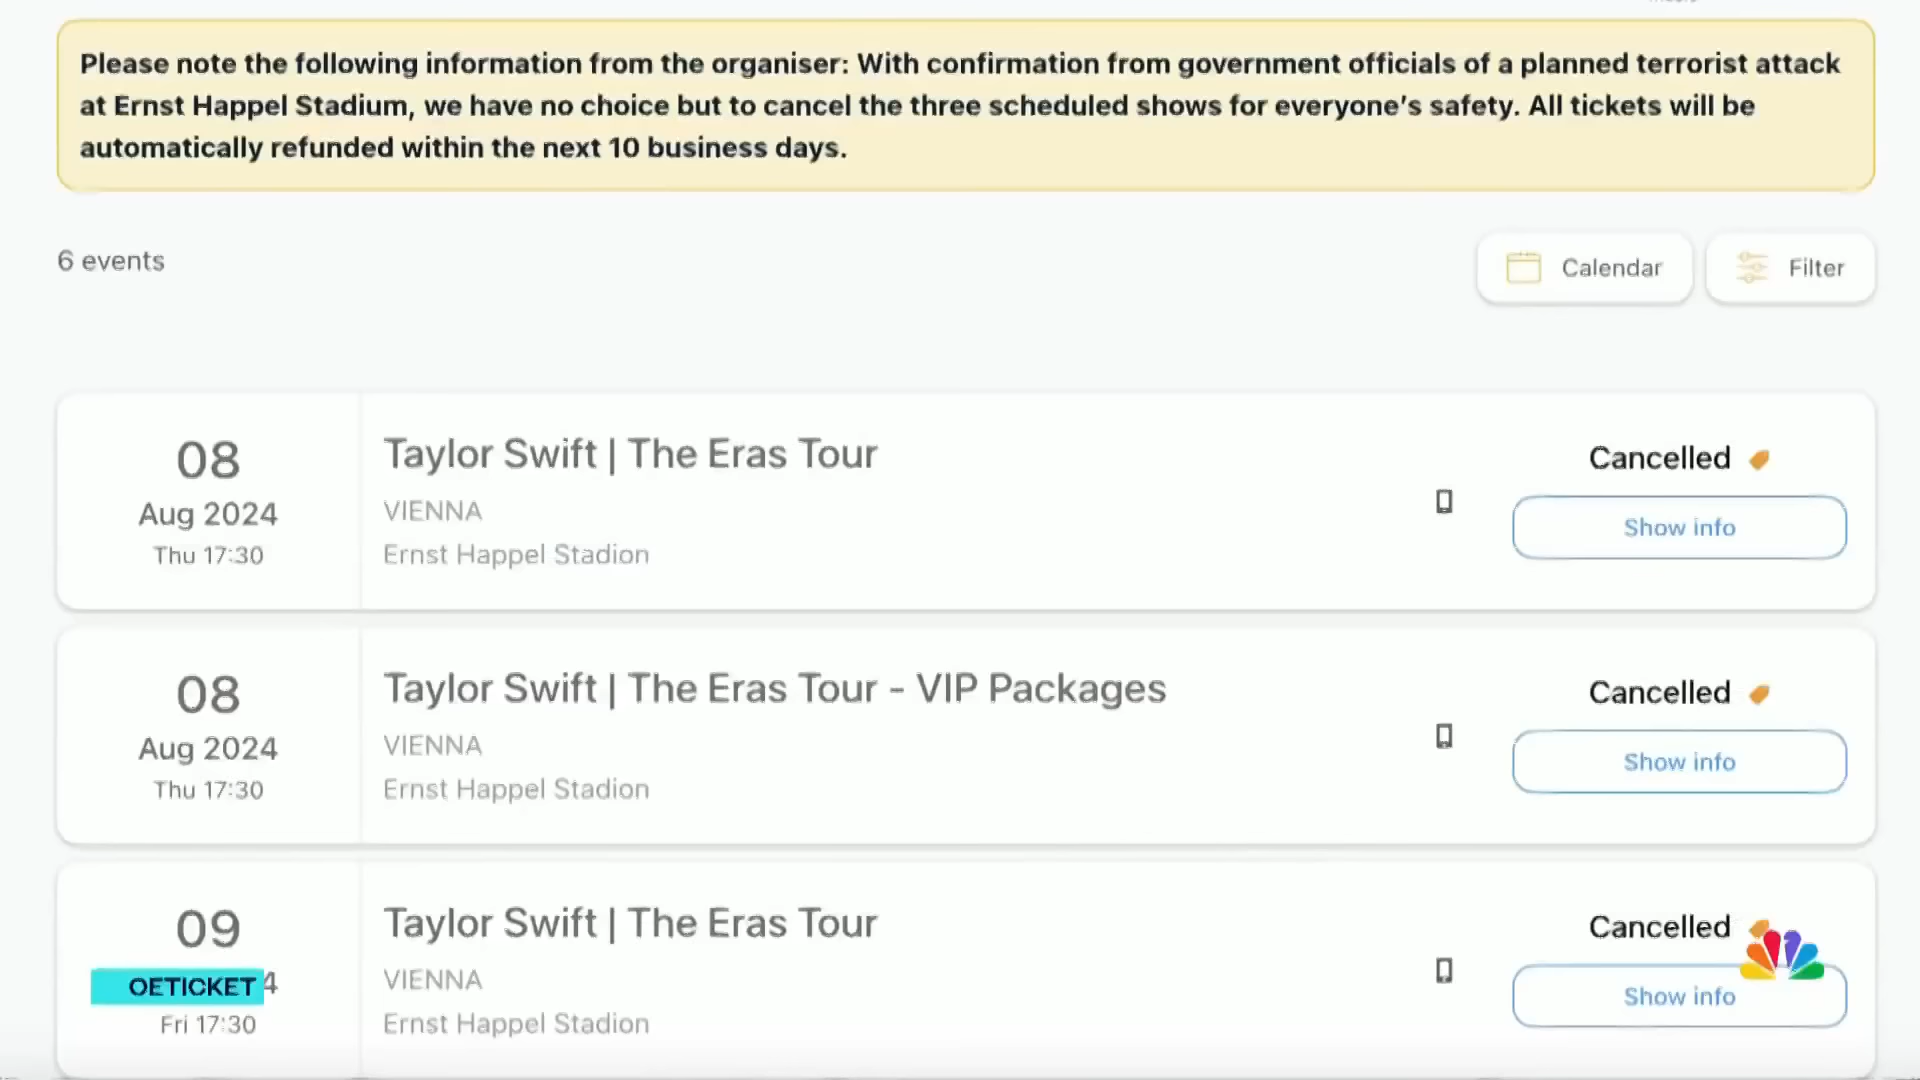 Please note the following information from the organiser: With confirmation from government officials of a planned terrorist attack
at Ernst Happel Stadium, we have no choice but to cancel the three scheduled shows for everyone's safety. All tickets will be
automatically refunded within the next 10 business days.
6 events
Calendar
Filter
08
Aug 2024
Thu 17:30
Taylor Swift | The Eras Tour
VIENNA
Ernst Happel Stadion
Cancelled
Show info
08
Aug 2024
Thu 17:30
Taylor Swift | The Eras Tour - VIP Packages
VIENNA
Ernst Happel Stadion
Cancelled
Show info
09
OETICKET
4
Fri 17:30
Taylor Swift | The Eras Tour
VIENNA
Ernst Happel Stadion
Cancelled
Show info